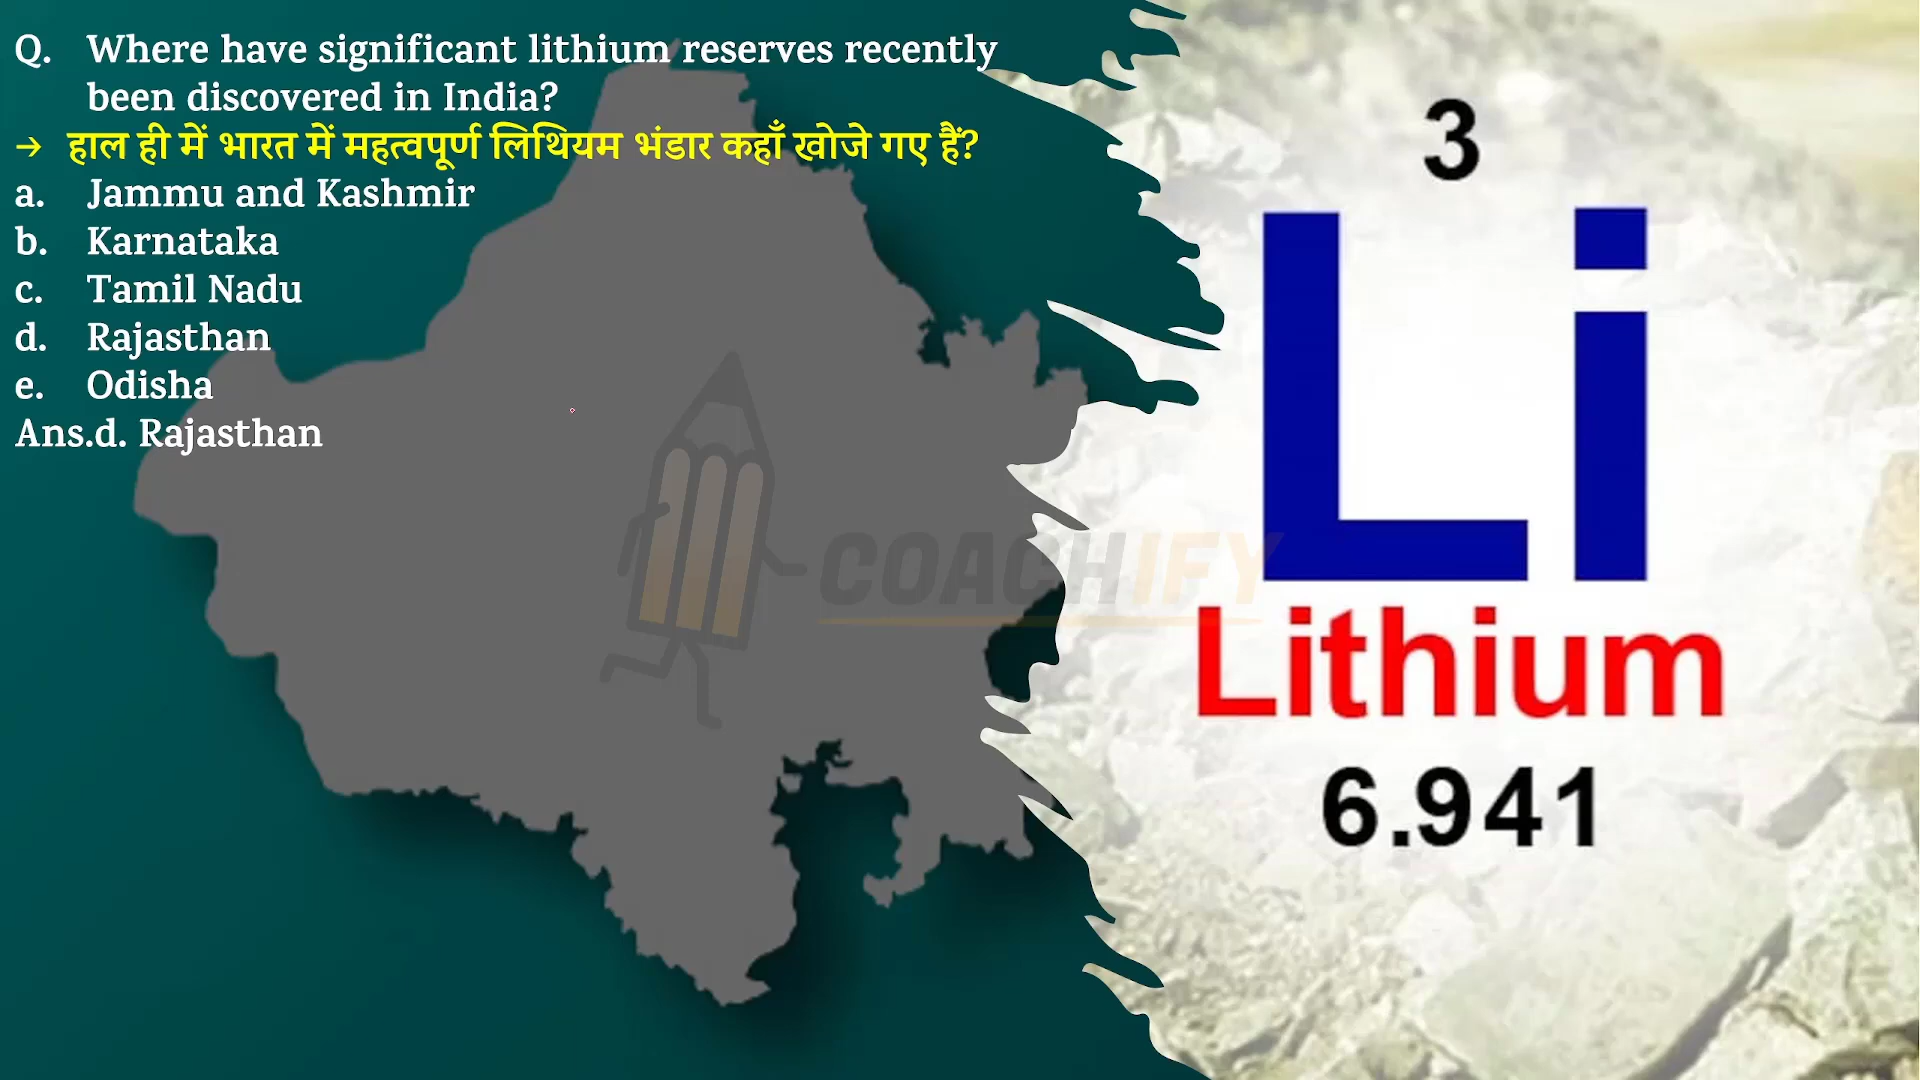 Q. Where have significant lithium reserves recently
been discovered in India?
→ हाल ही में भारत में महत्वपूर्ण लिथियम भंडार कहाँ खोजे गए हैं?
a. Jammu and Kashmir
b. Karnataka
c. Tamil Nadu
d. Rajasthan
e. Odisha
Ans.d. Rajasthan
COACHIFY
3
Li
Lithium
6.941